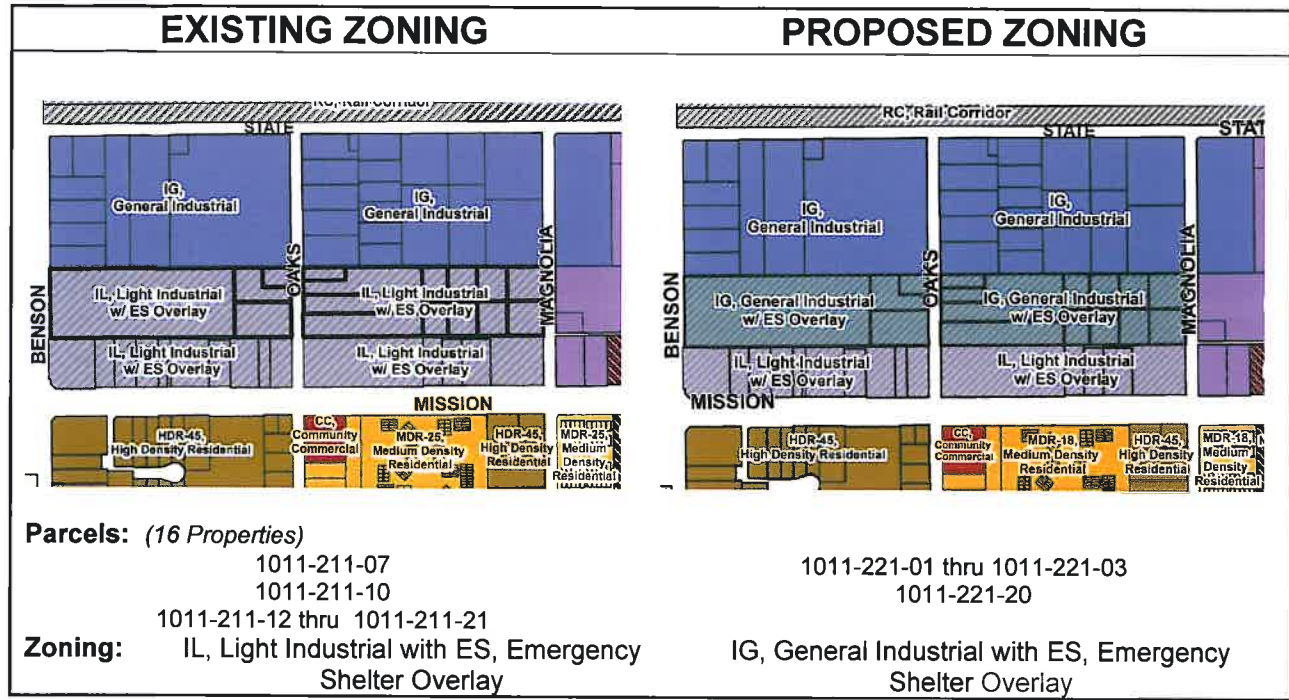 EXISTING ZONING
PROPOSED ZONING
RC, Rail Corridor
STATE
IG,
General Industrial
IG,
General Industrial
BENSON
OAKS
MAGNOLIA
IL, Light Industrial
w/ ES Overlay
IL, Light Industrial
w/ ES Overlay
IL, Light Industrial
w/ ES Overlay
IL, Light Industrial
w/ ES Overlay
MISSION
HDR-45,
High Density Residential
CC,
Community
Commercial
MDR-25,
Medium Density
Residential
HDR-45,
High Density
Residential
MDR-25,
Medium
Density
Residential
RC, Rail Corridor
STATE
STAT
IG,
General Industrial
IG,
General Industrial
BENSON
OAKS
MAGNOLIA
IG, General Industrial
w/ ES Overlay
IG, General Industrial
w/ ES Overlay
IL, Light Industrial
w/ ES Overlay
IL, Light Industrial
w/ ES Overlay
MISSION
HDR-45,
High Density Residential
CC,
Community
Commercial
MDR-18,
Medium Density
Residential
HDR-45,
High Density
Residential
MDR-18,
Medium
Density
Residential
Parcels: (16 Properties)
1011-211-07
1011-211-10
1011-211-12 thru 1011-211-21
1011-221-01 thru 1011-221-03
1011-221-20
Zoning: IL, Light Industrial with ES, Emergency
Shelter Overlay
IG, General Industrial with ES, Emergency
Shelter Overlay